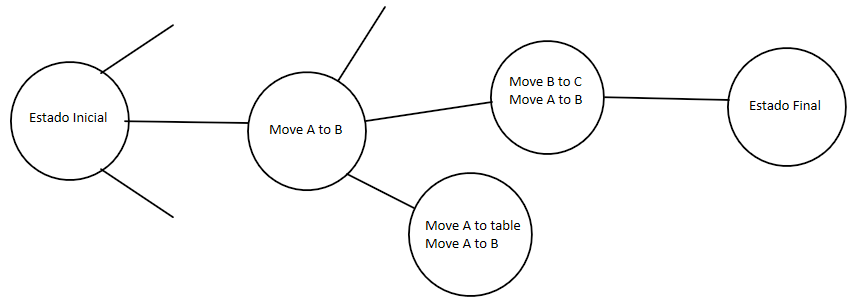 Estado Inicial
Move A to B
Move B to C
Move A to B
Move A to table
Move A to B
Estado Final